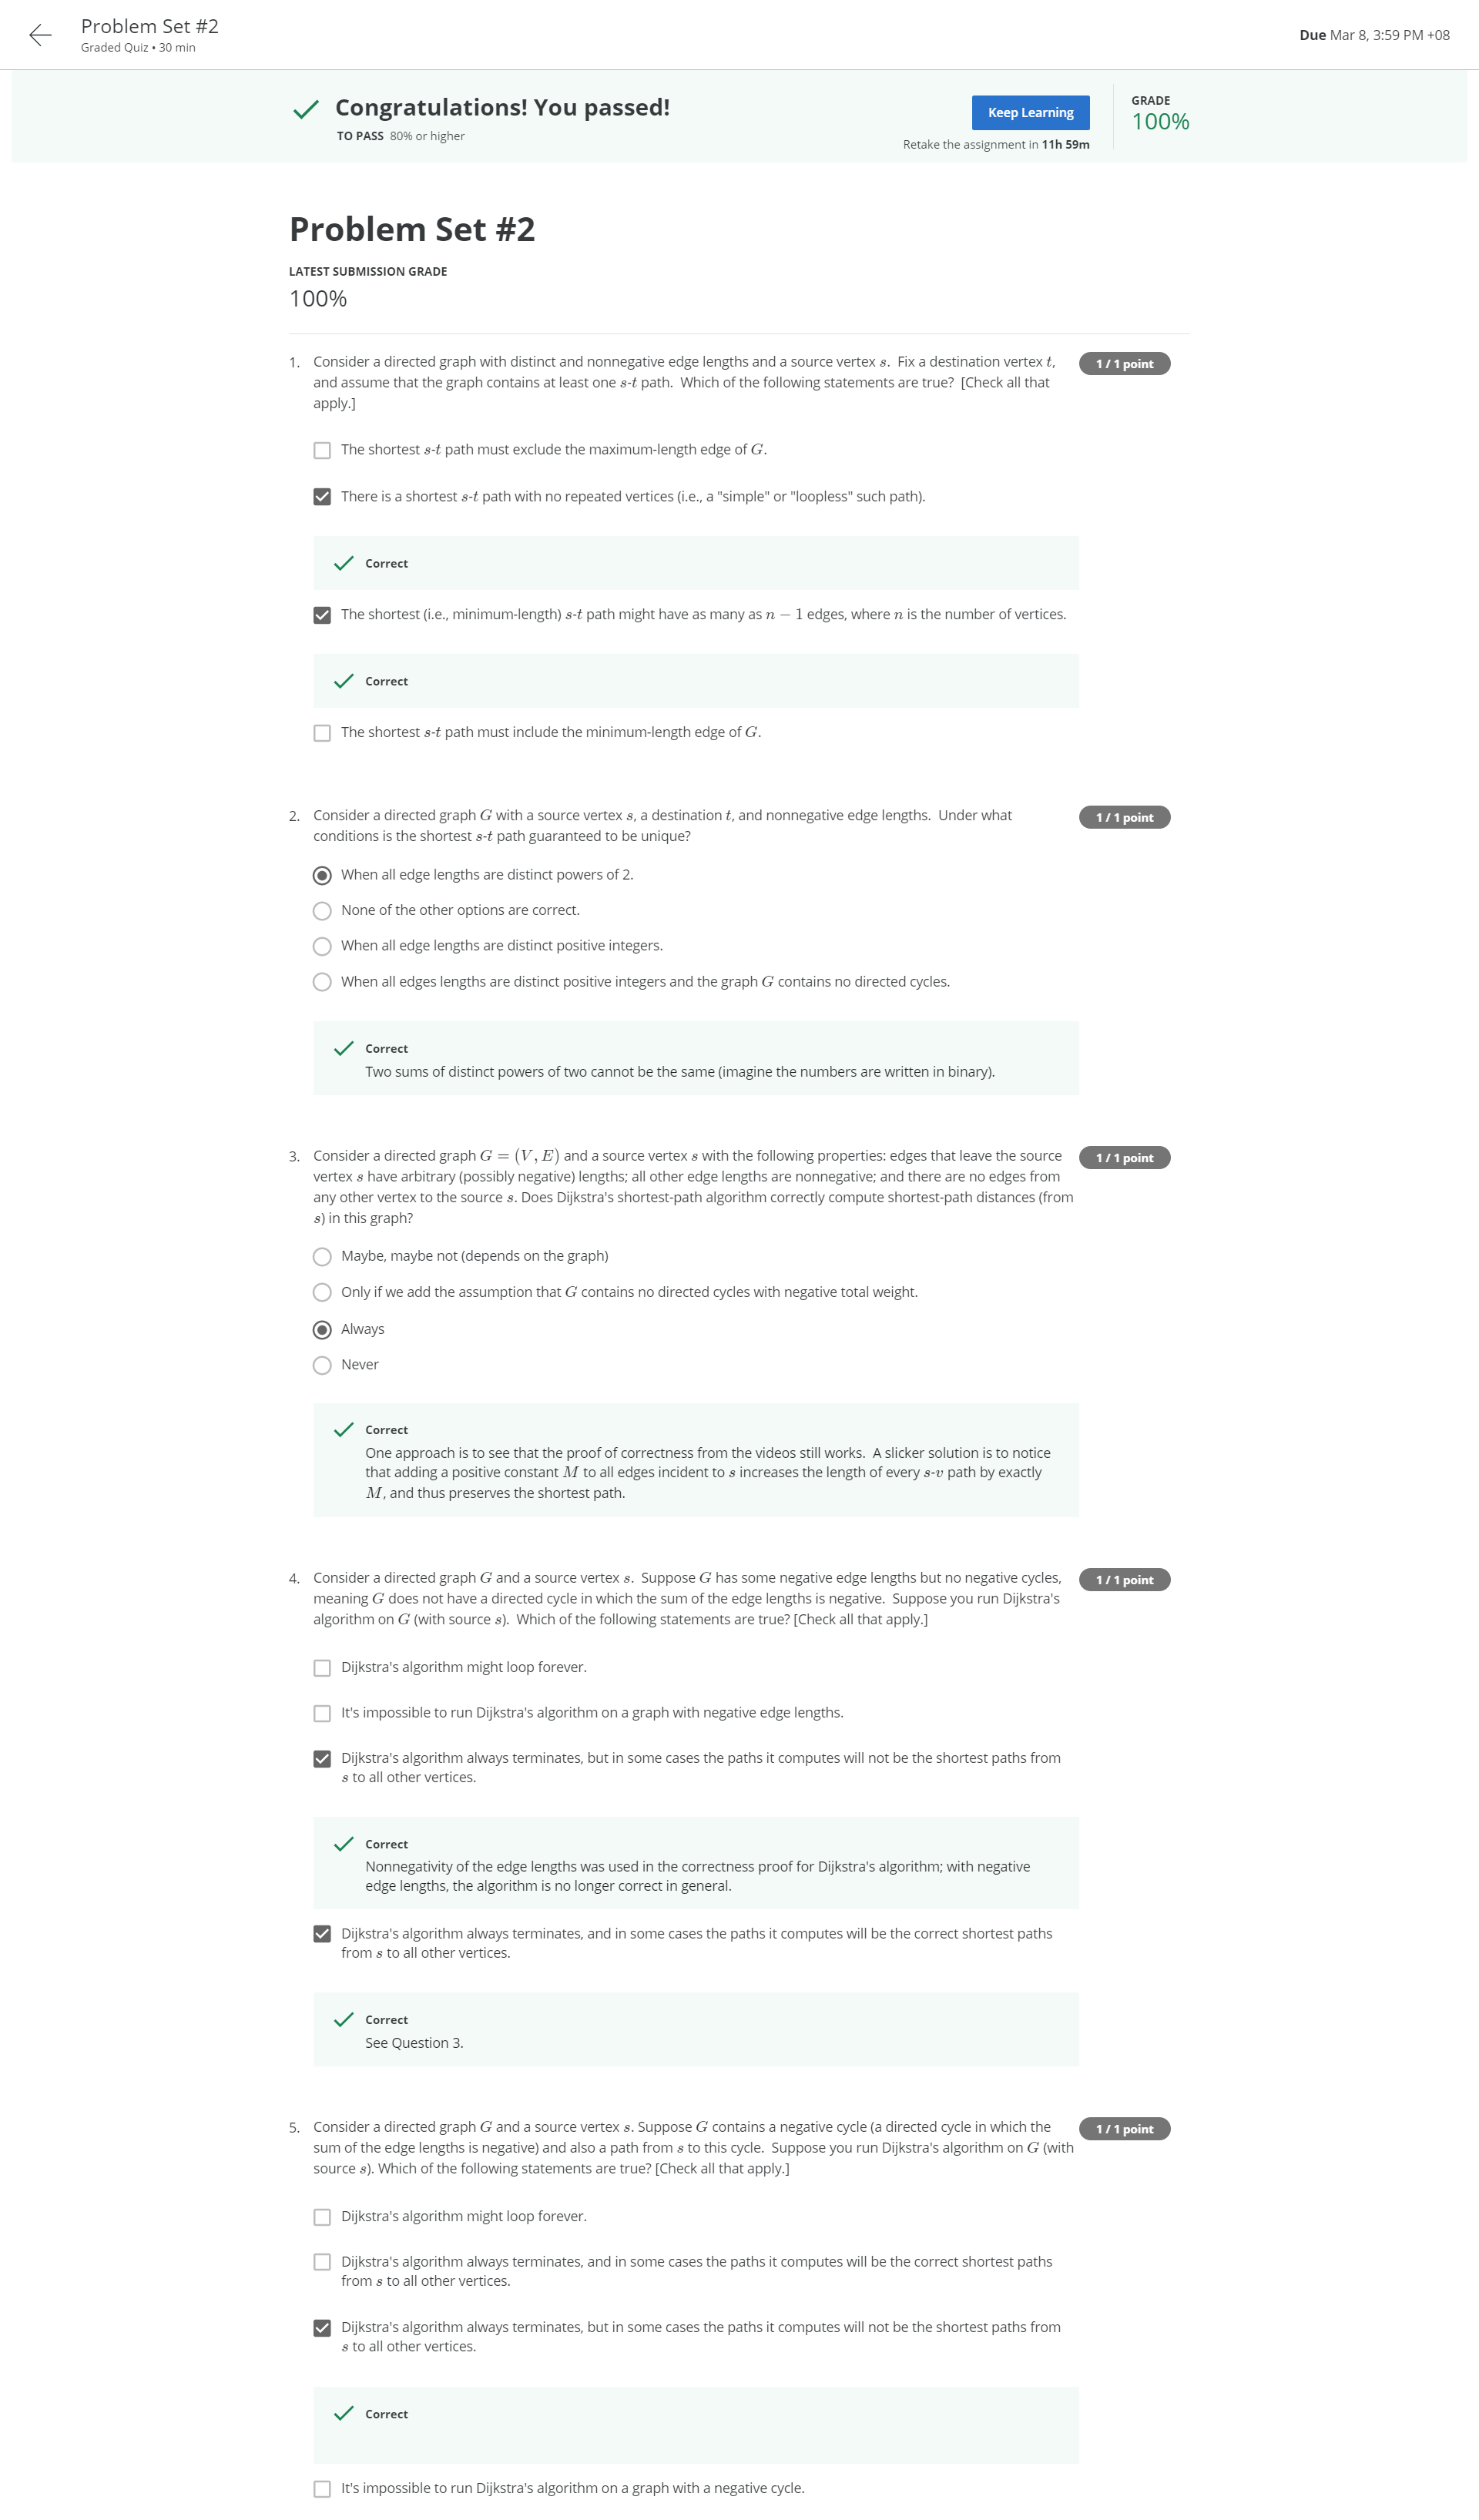 Problem Set #2
Graded Quiz • 30 min
Due Mar 8, 3:59 PM +08
Congratulations! You passed!
TO PASS 80% or higher
Keep Learning
Retake the assignment in 11h 59m
GRADE
100%
Problem Set #2
LATEST SUBMISSION GRADE
100%
1. Consider a directed graph with distinct and nonnegative edge lengths and a source vertex s. Fix a destination vertex t,
and assume that the graph contains at least one s-t path. Which of the following statements are true? [Check all that
apply.]
1 / 1 point
The shortest s-t path must exclude the maximum-length edge of G.
There is a shortest s-t path with no repeated vertices (i.e., a "simple" or "loopless" such path).
Correct
The shortest (i.e., minimum-length) s-t path might have as many as n − 1 edges, where n is the number of vertices.
Correct
The shortest s-t path must include the minimum-length edge of G.
2. Consider a directed graph G with a source vertex s, a destination t, and nonnegative edge lengths. Under what
conditions is the shortest s-t path guaranteed to be unique?
1 / 1 point
When all edge lengths are distinct powers of 2.
None of the other options are correct.
When all edge lengths are distinct positive integers.
When all edges lengths are distinct positive integers and the graph G contains no directed cycles.
Correct
Two sums of distinct powers of two cannot be the same (imagine the numbers are written in binary).
3. Consider a directed graph G = (V, E) and a source vertex s with the following properties: edges that leave the source
vertex s have arbitrary (possibly negative) lengths; all other edge lengths are nonnegative; and there are no edges from
any other vertex to the source s. Does Dijkstra's shortest-path algorithm correctly compute shortest-path distances (from
s) in this graph?
1 / 1 point
Maybe, maybe not (depends on the graph)
Only if we add the assumption that G contains no directed cycles with negative total weight.
Always
Never
Correct
One approach is to see that the proof of correctness from the videos still works. A slicker solution is to notice
that adding a positive constant M to all edges incident to s increases the length of every s-v path by exactly
M, and thus preserves the shortest path.
4. Consider a directed graph G and a source vertex s. Suppose G has some negative edge lengths but no negative cycles,
meaning G does not have a directed cycle in which the sum of the edge lengths is negative. Suppose you run Dijkstra's
algorithm on G (with source s). Which of the following statements are true? [Check all that apply.]
1 / 1 point
Dijkstra's algorithm might loop forever.
It's impossible to run Dijkstra's algorithm on a graph with negative edge lengths.
Dijkstra's algorithm always terminates, but in some cases the paths it computes will not be the shortest paths from
s to all other vertices.
Correct
Nonnegativity of the edge lengths was used in the correctness proof for Dijkstra's algorithm; with negative
edge lengths, the algorithm is no longer correct in general.
Dijkstra's algorithm always terminates, and in some cases the paths it computes will be the correct shortest paths
from s to all other vertices.
Correct
See Question 3.
5. Consider a directed graph G and a source vertex s. Suppose G contains a negative cycle (a directed cycle in which the
sum of the edge lengths is negative) and also a path from s to this cycle. Suppose you run Dijkstra's algorithm on G (with
source s). Which of the following statements are true? [Check all that apply.]
1 / 1 point
Dijkstra's algorithm might loop forever.
Dijkstra's algorithm always terminates, and in some cases the paths it computes will be the correct shortest paths
from s to all other vertices.
Dijkstra's algorithm always terminates, but in some cases the paths it computes will not be the shortest paths from
s to all other vertices.
Correct
It's impossible to run Dijkstra's algorithm on a graph with a negative cycle.